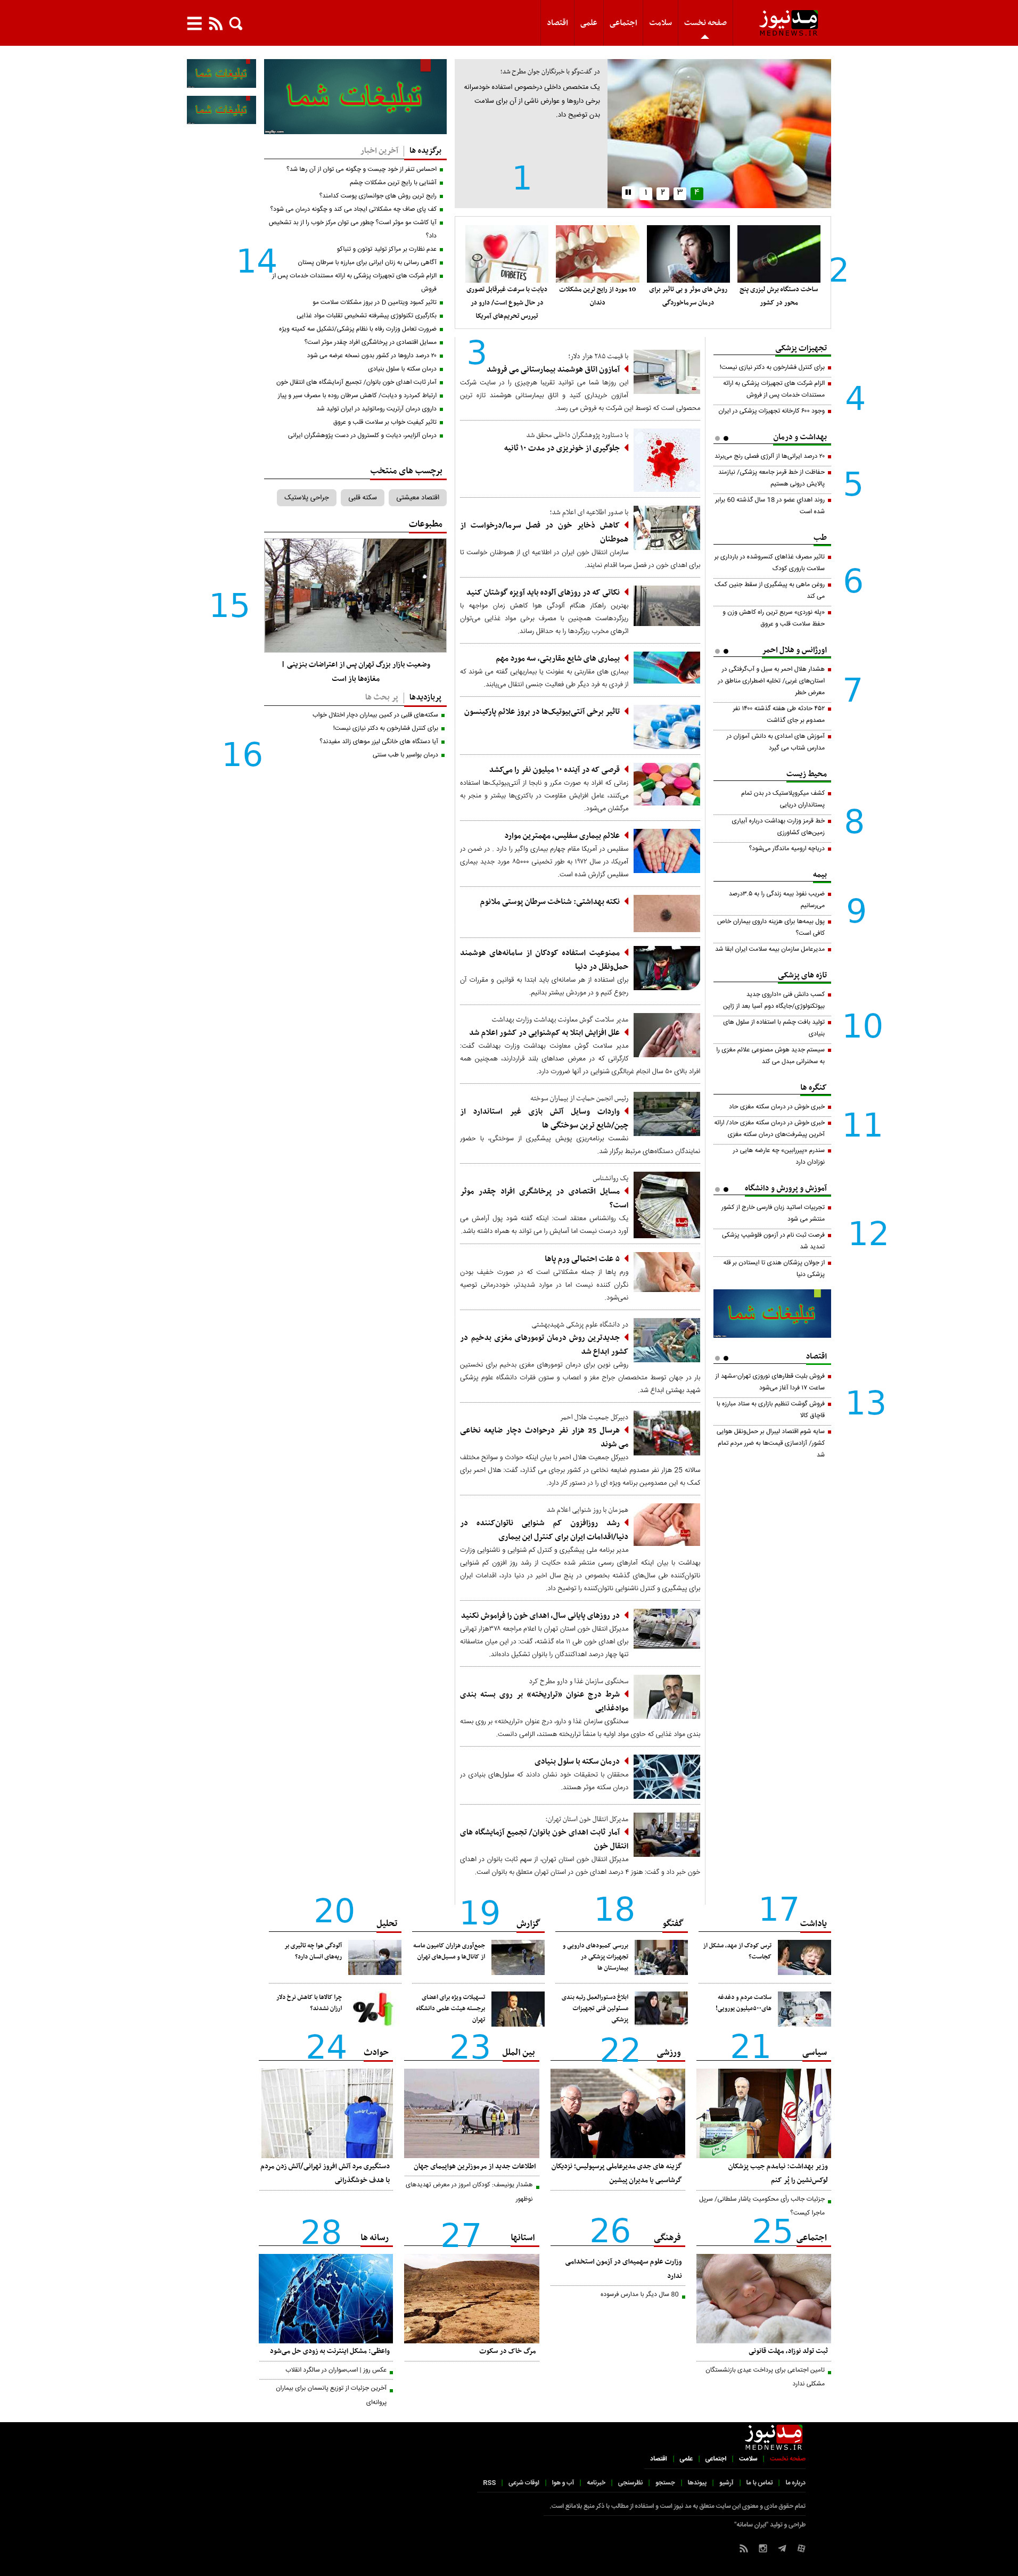 مِدنیوز
MEDNEWS.IR
صفحه نخست
سلامت
اجتماعی
علمی
اقتصاد
در گفت‌وگو با خبرنگاران جوان مطرح شد؛
یک متخصص داخلی درخصوص استفاده خودسرانه
برخی داروها و عوارض ناشی از آن برای سلامت
بدن توضیح داد.
1
۱ ۲ ۳ ۴
تبلیغات شما
تبلیغات شما
تبلیغات شما
2
ساخت دستگاه برش لیزری پنج
محور در کشور
روش های موثر و بی تاثیر برای
درمان سرماخوردگی
10 مورد از رایج ترین مشکلات
دندان
دیابت با سرعت غیرقابل تصوری
در حال شیوع است/ دارو در
تیررس تحریم‌های آمریکا
تجهیزات پزشکی
برای کنترل فشارخون به دکتر نیازی نیست!
الزام شرکت های تجهیزات پزشکی به ارائه
مستندات خدمات پس از فروش
وجود ۶۰۰ کارخانه تجهیزات پزشکی در ایران
4
بهداشت و درمان
۲۰ درصد ایرانی‌ها از آلرژی فصلی رنج می‌برند
حفاظت از خط قرمز جامعه پزشکی/ نیازمند
پالایش درونی هستیم
روند اهدای عضو در 18 سال گذشته 60 برابر
شده است
5
طب
تاثیر مصرف غذاهای کنسروشده در بارداری بر
سلامت باروری کودک
روغن ماهی به پیشگیری از سقط جنین کمک
می کند
«پله نوردی» سریع ترین راه کاهش وزن و
حفظ سلامت قلب و عروق
6
اورژانس و هلال احمر
هشدار هلال احمر به سیل و آب‌گرفتگی در
استان‌های غربی/ تخلیه اضطراری مناطق در
معرض خطر
۴۵۲ حادثه طی هفته گذشته ۱۴۰۰ نفر
مصدوم بر جای گذاشت
آموزش های امدادی به دانش آموزان در
مدارس شتاب می گیرد
7
محیط زیست
کشف میکروپلاستیک در بدن تمام
پستانداران دریایی
خط قرمز وزارت بهداشت درباره آبیاری
زمین‌های کشاورزی
دریاچه ارومیه ماندگار می‌شود؟
8
بیمه
ضریب نفوذ بیمه زندگی را به ۳.۵درصد
می‌رسانیم
پول بیمه‌ها برای هزینه داروی بیماران خاص
کافی است؟
مدیرعامل سازمان بیمه سلامت ایران ابقا شد
9
تازه های پزشکی
کسب دانش فنی ۱۰داروی جدید
بیوتکنولوژی/جایگاه دوم آسیا بعد از ژاپن
تولید بافت چشم با استفاده از سلول های
بنیادی
سیستم جدید هوش مصنوعی علائم مغزی را
به سخنرانی مبدل می کند
10
کنگره ها
خبری خوش در درمان سکته مغزی حاد
خبری خوش در درمان سکته مغزی حاد/ ارائه
آخرین پیشرفت‌های درمان سکته مغزی
سندرم «پیررابین» چه عارضه هایی در
نوزادان دارد
11
آموزش و پرورش و دانشگاه
تجربیات اساتید زبان فارسی خارج از کشور
منتشر می شود
فرصت ثبت نام در آزمون فلوشیپ پزشکی
تمدید شد
از جولان پزشکان هندی تا ایستادن بر قله
پزشکی دنیا
12
تبلیغات شما
اقتصاد
فروش بلیت قطارهای نوروزی تهران-مشهد از
ساعت ۱۷ فردا آغاز می‌شود
فروش گوشت تنظیم بازاری به ستاد مبارزه با
قاچاق کالا
سایه شوم اقتصاد لیبرال بر حمل‌ونقل هوایی
کشور/ آزادسازی قیمت‌ها به ضرر مردم تمام
شد
13
3
با قیمت ۲۸۵ هزار دلار؛
آمازون اتاق هوشمند بیمارستانی می فروشد
این روزها شما می توانید تقریبا هرچیزی را در سایت شرکت
آمازون خریداری کنید و اتاق بیمارستانی هوشمند تازه ترین
محصولی است که توسط این شرکت به فروش می رسد.
با دستاورد پژوهشگران داخلی محقق شد
جلوگیری از خونریزی در مدت ۱۰ ثانیه
با صدور اطلاعیه ای اعلام شد؛
کاهش ذخایر خون در فصل سرما/درخواست از
هموطنان
سازمان انتقال خون ایران در اطلاعیه ای از هموطنان خواست تا
برای اهدای خون در فصل سرما اقدام نمایند.
نکاتی که در روزهای آلوده باید آویزه گوشتان کنید
بهترین راهکار هنگام آلودگی هوا کاهش زمان مواجهه با
ریزگردهاست همچنین با مصرف برخی مواد غذایی می‌توان
اثرهای مخرب ریزگردها را به حداقل رساند.
بیماری های شایع مقاربتی، سه مورد مهم
بیماری های مقاربتی به عفونت یا بیماریهایی گفته می شوند که
از فردی به فرد دیگر طی فعالیت جنسی انتقال می‌یابند.
تاثیر برخی آنتی‌بیوتیک‌ها در بروز علائم پارکینسون
قرصی که در آینده ۱۰ میلیون نفر را می‌کشد
زمانی که افراد به صورت مکرر و نابجا از آنتی‌بیوتیک‌ها استفاده
می‌کنند، عامل افزایش مقاومت در باکتری‌ها بیشتر و منجر به
مرگشان می‌شود.
علائم بیماری سفلیس، مهمترین موارد
سفلیس در آمریکا مقام چهارم بیماری واگیر را دارد . در ضمن در
آمریکا، در سال ۱۹۷۲ به طور تخمینی ۸۵۰۰۰ مورد جدید بیماری
سفلیس گزارش شده است.
نکته بهداشتی: شناخت سرطان پوستی ملانوم
ممنوعیت استفاده کودکان از سامانه‌های هوشمند
حمل‌ونقل در دنیا
برای استفاده از هر سامانه‌ای باید ابتدا به قوانین و مقررات آن
رجوع کنیم و در موردش بیشتر بدانیم.
مدیر سلامت گوش معاونت بهداشت وزارت بهداشت
علل افزایش ابتلا به کم‌شنوایی در کشور اعلام شد
مدیر سلامت گوش معاونت بهداشت وزارت بهداشت گفت:
کارگرانی که در معرض صداهای بلند قراردارند، همچنین همه
افراد بالای ۵۰ سال انجام غربالگری شنوایی در آنها ضرورت دارد.
رئیس انجمن حمایت از بیماران سوخته
واردات وسایل آتش بازی غیر استاندارد از
چین/شایع ترین سوختگی ها
نشست برنامه‌ریزی پویش پیشگیری از سوختگی، با حضور
نمایندگان دستگاه‌های مرتبط برگزار شد.
یک روانشناس
مسایل اقتصادی در پرخاشگری افراد چقدر موثر
است؟
یک روانشناس معتقد است: اینکه گفته شود پول آرامش می
آورد درست نیست اما آسایش را می تواند به همراه داشته باشد.
۵ علت احتمالی ورم پاها
ورم پاها از جمله مشکلاتی است که در صورت خفیف بودن
نگران کننده نیست اما در موارد شدیدتر، خوددرمانی توصیه
نمی‌شود.
در دانشگاه علوم پزشکی شهیدبهشتی
جدیدترین روش درمان تومورهای مغزی بدخیم در
کشور ابداع شد
روشی نوین برای درمان تومورهای مغزی بدخیم برای نخستین
بار در جهان توسط متخصصان جراح مغز و اعصاب و ستون فقرات دانشگاه علوم پزشکی
شهید بهشتی ابداع شد.
دبیرکل جمعیت هلال احمر
هرسال 25 هزار نفر درحوادث دچار ضایعه نخاعی
می شوند
دبیرکل جمعیت هلال احمر با بیان اینکه حوادث و سوانح مختلف
سالانه 25 هزار نفر مصدوم ضایعه نخاعی در کشور برجای می گذارد، گفت: هلال احمر برای
کمک به این مصدومین برنامه ویژه ای را در دستور کار دارد.
همزمان با روز شنوایی اعلام شد
رشد روزافزون کم شنوایی ناتوان‌کننده در
دنیا/اقدامات ایران برای کنترل این بیماری
مدیر برنامه ملی پیشگیری و کنترل کم شنوایی و ناشنوایی وزارت
بهداشت با بیان اینکه آمارهای رسمی منتشر شده حکایت از رشد روز افزون کم شنوایی
ناتوان‌کننده طی سال‌های گذشته بخصوص در پنج سال اخیر در دنیا دارد، اقدامات ایران
برای پیشگیری و کنترل ناشنوایی ناتوان‌کننده را توضیح داد.
در روزهای پایانی سال، اهدای خون را فراموش نکنید
مدیرکل انتقال خون استان تهران با اعلام مراجعه ۳۷۸هزار تهرانی
برای اهدای خون طی ۱۱ ماه گذشته، گفت: در این میان متاسفانه
تنها چهار درصد اهداکنندگان را بانوان تشکیل داده‌اند.
سخنگوی سازمان غذا و دارو مطرح کرد
شرط درج عنوان «تراریخته» بر روی بسته بندی
موادغذایی
سخنگوی سازمان غذا و دارو، درج عنوان «تراریخته» بر روی بسته
بندی مواد غذایی که حاوی مواد اولیه با منشأ تراریخته هستند، الزامی دانست.
درمان سکته با سلول بنیادی
محققان با تحقیقات خود نشان دادند که سلول‌های بنیادی در
درمان سکته موثر هستند.
مدیرکل انتقال خون استان تهران:
آمار ثابت اهدای خون بانوان/ تجمیع آزمایشگاه های
انتقال خون
مدیرکل انتقال خون استان تهران، از سهم ثابت بانوان در اهدای
خون خبر داد و گفت: هنوز ۴ درصد اهدای خون در استان تهران متعلق به بانوان است.
برگزیده ها
آخرین اخبار
احساس تنفر از خود چیست و چگونه می توان از آن رها شد؟
آشنایی با رایج ترین مشکلات چشم
رایج ترین روش های جوانسازی پوست کدامند؟
کف پای صاف چه مشکلاتی ایجاد می کند و چگونه درمان می شود؟
آیا کاشت مو موثر است؟ چطور می توان مرکز خوب را از بد تشخیص
داد؟
عدم نظارت بر مراکز تولید توتون و تنباکو
آگاهی رسانی به زنان ایرانی برای مبارزه با سرطان پستان
الزام شرکت های تجهیزات پزشکی به ارائه مستندات خدمات پس از
فروش
تاثیر کمبود ویتامین D در بروز مشکلات سلامت مو
بکارگیری تکنولوژی پیشرفته تشخیص تقلبات مواد غذایی
ضرورت تعامل وزارت رفاه با نظام پزشکی/تشکیل سه کمیته ویژه
مسایل اقتصادی در پرخاشگری افراد چقدر موثر است؟
۲۰ درصد داروها در کشور بدون نسخه عرضه می شود
درمان سکته با سلول بنیادی
آمار ثابت اهدای خون بانوان/ تجمیع آزمایشگاه های انتقال خون
ارتباط کمردرد و دیابت/ کاهش سرطان روده با مصرف سیر و پیاز
داروی درمان آرتریت روماتوئید در ایران تولید شد
تاثیر کیفیت خواب بر سلامت قلب و عروق
درمان آلزایمر، دیابت و کلسترول در دست پژوهشگران ایرانی
14
برچسب های منتخب
اقتصاد معیشتی
سکته قلبی
جراحی پلاستیک
مطبوعات
15
وضعیت بازار بزرگ تهران پس از اعتراضات بنزینی |
مغازه‌ها باز است
پربازدیدها
پر بحث ها
سکته‌های قلبی در کمین بیماران دچار اختلال خواب
برای کنترل فشارخون به دکتر نیازی نیست!
آیا دستگاه های خانگی لیزر موهای زائد مفیدند؟
درمان بواسیر با طب سنتی
16
17
یاداشت
ترس کودک از مهد، مشکل از
کجاست؟
سلامت مردم و دغدغه
های۵۰۰میلیون یورویی!
18
گفتگو
بررسی کمبودهای دارویی و
تجهیزات پزشکی در
بیمارستان ها
ابلاغ دستورالعمل رتبه بندی
مسئولین فنی تجهیزات
پزشکی
19
گزارش
جمع‌آوری هزاران کامیون ماسه
از کانال‌ها و مسیل‌های تهران
تسهیلات ویژه برای اعضای
برجسته هیئت علمی دانشگاه
تهران
20
تحلیل
آلودگی هوا چه تاثیری بر
ریه‌های انسان دارد؟
چرا کالاها با کاهش نرخ دلار
ارزان نشدند؟
21
سیاسی
وزیر بهداشت: نیامدم جیب پزشکان
لوکس‌نشین را پُر کنم
جزئیات جالب رأی محکومیت یاشار سلطانی/ سریل
ماجرا کیست؟
22
ورزشی
گزینه های جدی مدیرعاملی پرسپولیس؛ نزدیکان
گرشاسبی یا مدیران پیشین
23
بین الملل
اطلاعات جدید از مرموزترین هواپیمای جهان
هشدار یونیسف: کودکان امروز در معرض تهدیدهای
نوظهور
24
حوادث
دستگیری مرد آتش افروز تهرانی/آتش زدن مردم
با هدف خوشگذرانی
25
اجتماعی
ثبت تولد نوزاد، مهلت قانونی
تامین اجتماعی برای پرداخت عیدی بازنشستگان
مشکلی ندارد
26
فرهنگی
وزارت علوم سهمیه‌ای در آزمون استخدامی
ندارد
80 سال دیگر با مدارس فرسوده
27
استانها
مرگ خاک در سکوت
28
رسانه ها
واعظی: مشکل اینترنت به زودی حل می‌شود
عکس روز | اسب‌سواران در سالگرد انقلاب
آخرین جزئیات از توزیع پانسمان برای بیماران
پروانه‌ای
مِدنیوز
MEDNEWS.IR
صفحه نخست | سلامت | اجتماعی | علمی | اقتصاد
درباره ما | تماس با ما | آرشیو | پیوندها | جستجو | نظرسنجی | خبرنامه | آب و هوا | اوقات شرعی | RSS
تمام حقوق مادی و معنوی این سایت متعلق به مد نیوز است و استفاده از مطالب با ذکر منبع بلامانع است.
طراحی و تولید "ایران سامانه"